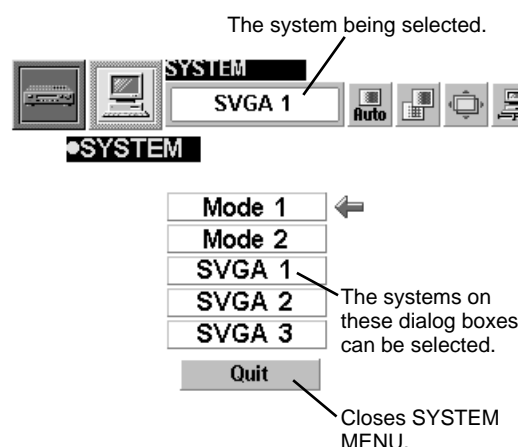 The system being selected.
SYSTEM
SVGA 1
Auto
●SYSTEM
Mode 1
Mode 2
SVGA 1
SVGA 2
SVGA 3
The systems on
these dialog boxes
can be selected.
Quit
Closes SYSTEM
MENU.